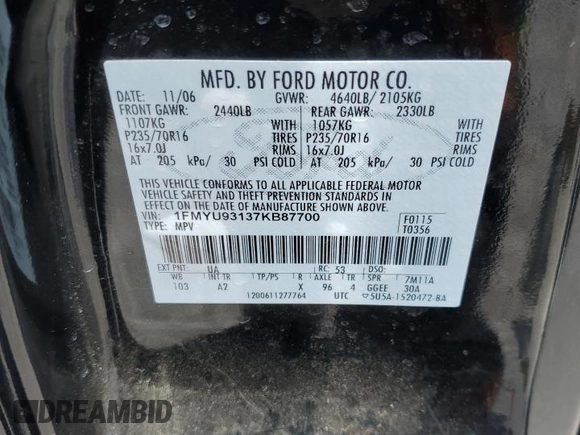 MFD. BY FORD MOTOR CO.
DATE: 11/06 GVWR: 4640LB/ 2105KG
FRONT GAWR: 2440LB REAR GAWR: 2330LB
1107KG WITH 1057KG WITH
P235/70R16 TIRES P235/70R16 TIRES
16x7.0J RIMS 16x7.0J RIMS
AT 205 kPa/ 30 PSI COLD AT 205 kPa/ 30 PSI COLD
THIS VEHICLE CONFORMS TO ALL APPLICABLE FEDERAL MOTOR
VEHICLE SAFETY AND THEFT PREVENTION STANDARDS IN
EFFECT ON THE DATE OF MANUFACTURE SHOWN ABOVE.
VIN: 1FMYU93137KB87700 F0115
TYPE: MPV T0356
EXT PNT: UA RC: 53 DSO:
WB INT TR TP/PS R AXLE TR SPR 7M11A
103 A2 X 96 4 GGEE 30A
1200611277764 UTC 5U5A-1520472-BA
DREAMBID